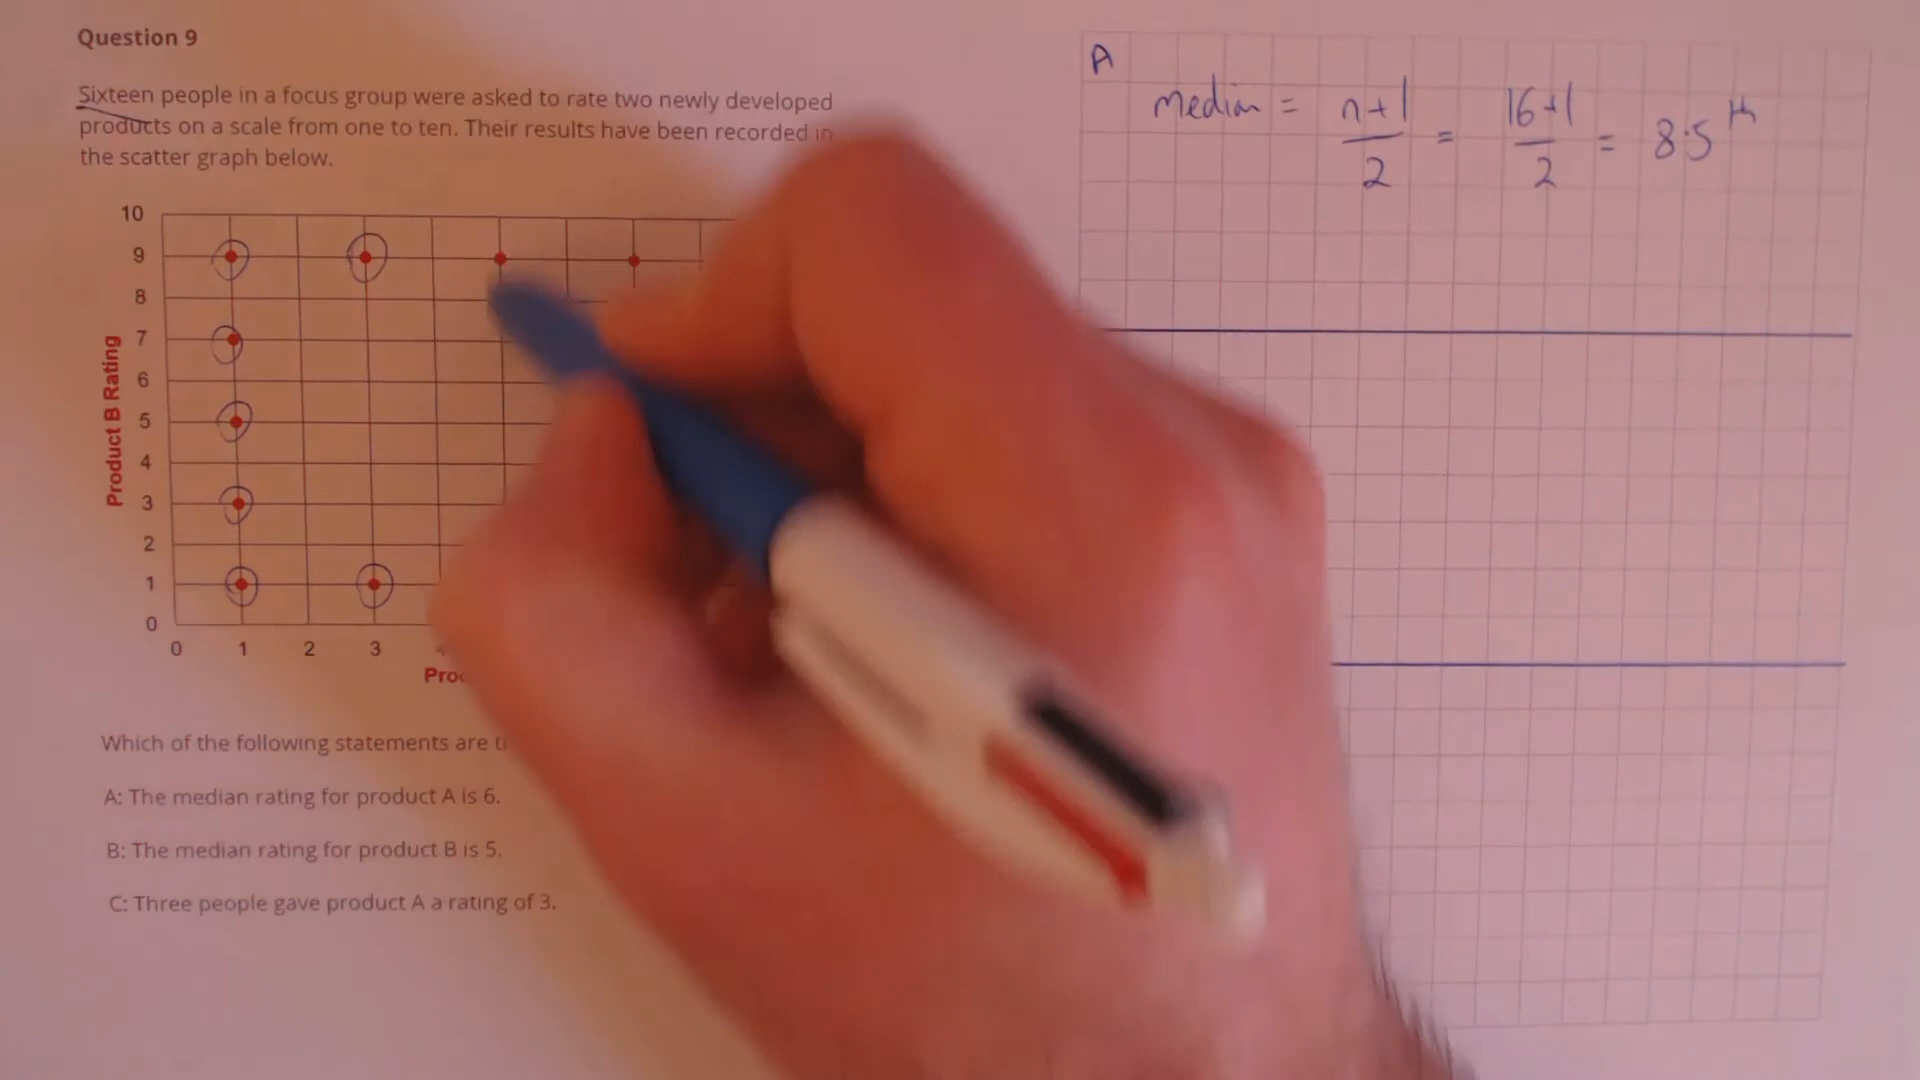 Question 9
Sixteen people in a focus group were asked to rate two newly developed
products on a scale from one to ten. Their results have been recorded in
the scatter graph below.
10
9
8
7
6
5
4
3
2
1
0
Product B Rating
0 1 2 3
Which of the following statements are
A: The median rating for product A is 6.
B: The median rating for product B is 5.
C: Three people gave product A a rating of 3.
A
median = n+1/2 = 16+1/2 = 8.5th